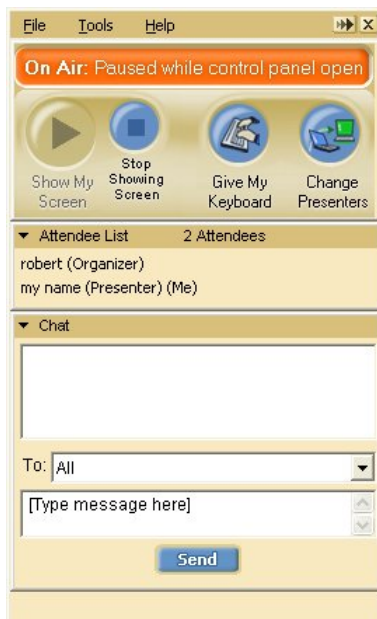 File Tools Help
On Air: Paused while control panel open
Show My
Screen
Stop
Showing
Screen
Give My
Keyboard
Change
Presenters
Attendee List 2 Attendees
robert (Organizer)
my name (Presenter) (Me)
Chat
To: All
[Type message here]
Send